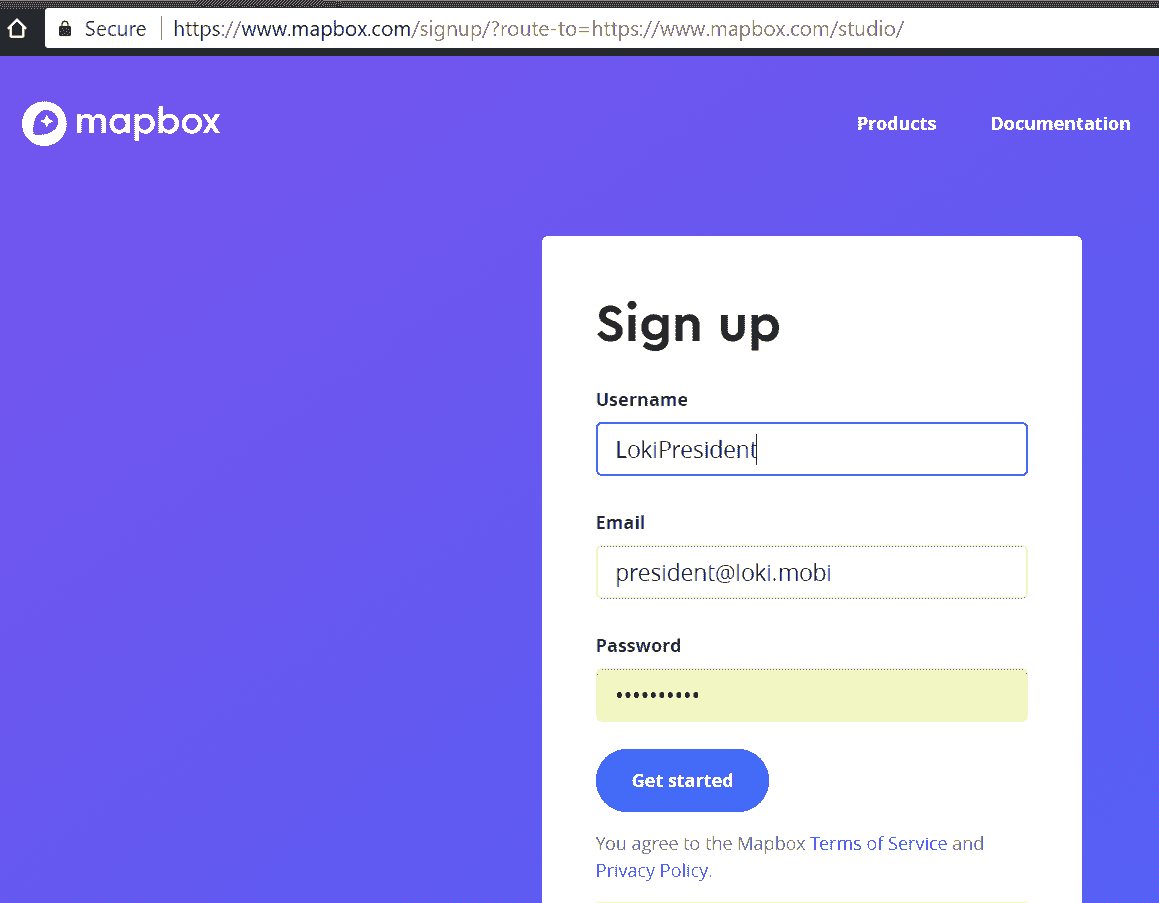 Secure https://www.mapbox.com/signup/?route-to=https://www.mapbox.com/studio/
mapbox Products Documentation
Sign up
Username
LokiPresident
Email
president@loki.mobi
Password
••••••••••
Get started
You agree to the Mapbox Terms of Service and
Privacy Policy.